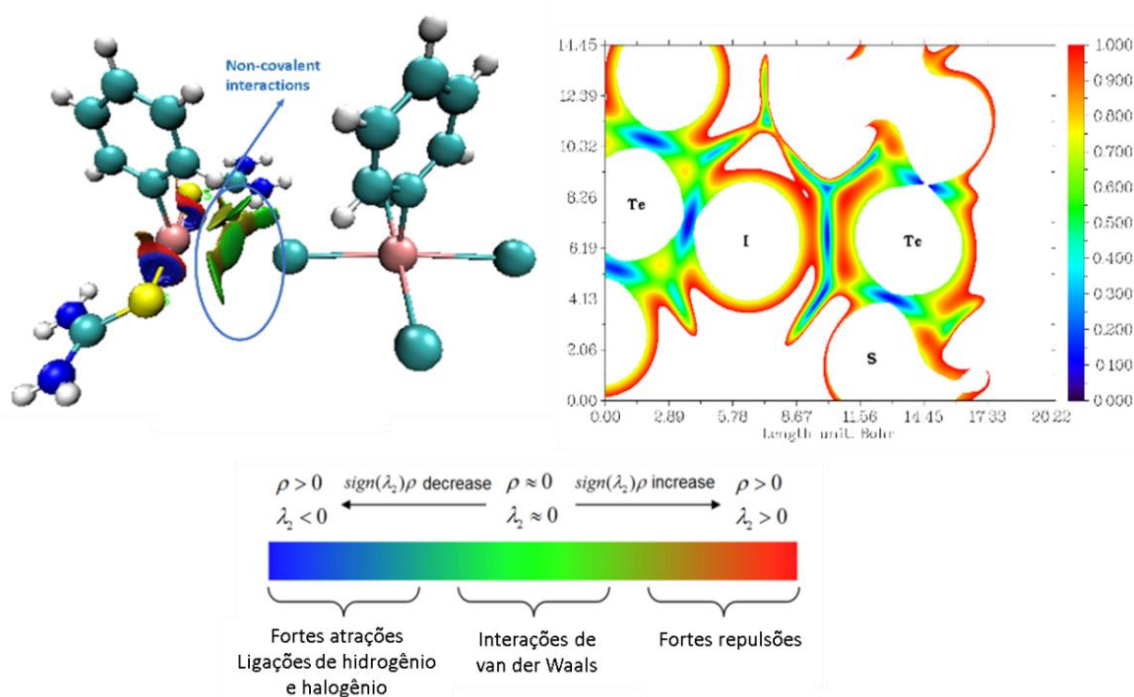 Non-covalent
interactions
14.45
12.39
10.32
8.26
6.19
4.13
2.06
0.00
Te
I
Te
S
0.00 2.89 5.78 8.67 11.56 14.45 17.33 20.22
Length unit: Bohr
1.000
0.900
0.800
0.700
0.600
0.500
0.400
0.300
0.200
0.100
0.000
ρ > 0 sign(λ₂)ρ decrease ρ ≈ 0 sign(λ₂)ρ increase ρ > 0
λ₂ < 0 λ₂ ≈ 0 λ₂ > 0
Fortes atrações
Ligações de hidrogênio
e halogênio
Interações de
van der Waals
Fortes repulsões